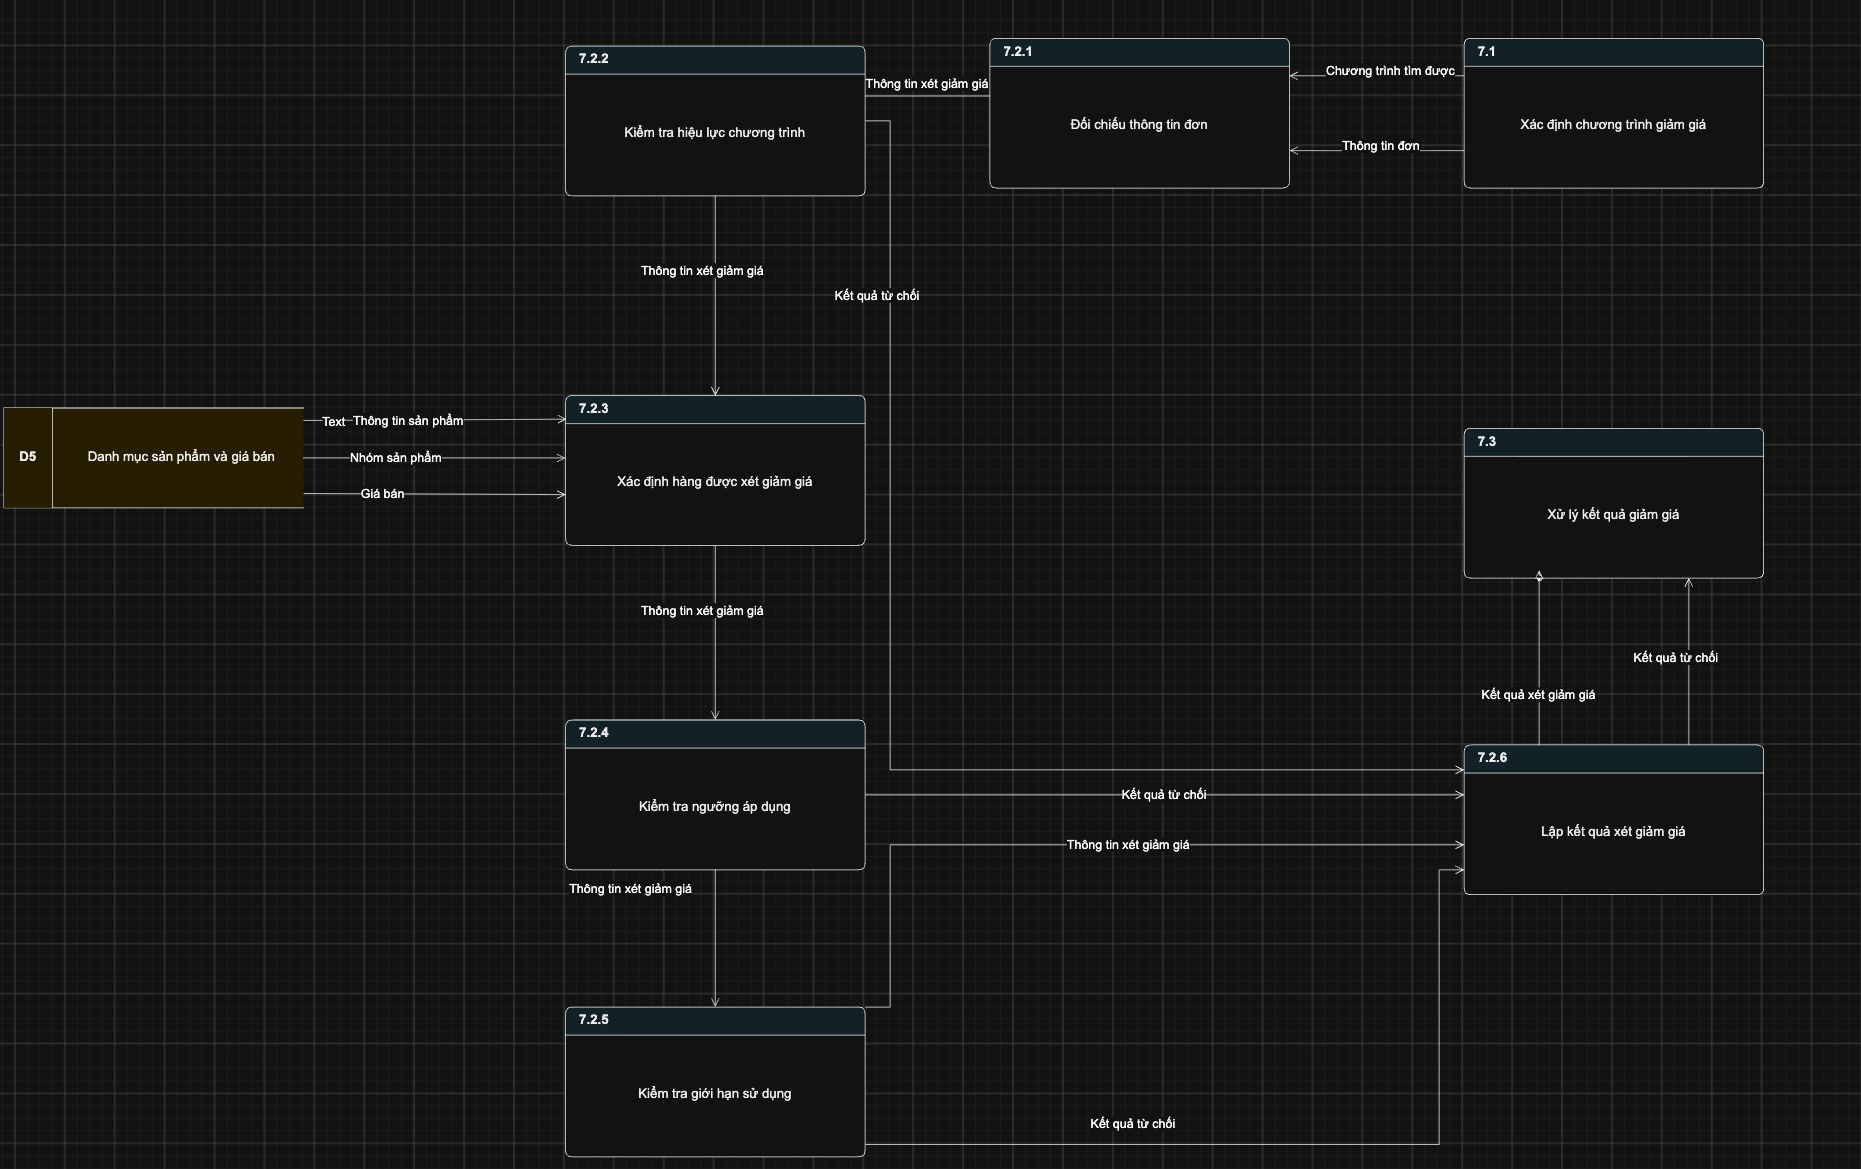 7.2.2
Kiểm tra hiệu lực chương trình
Thông tin xét giảm giá
7.2.1
Đối chiếu thông tin đơn
Chương trình tìm được
Thông tin đơn
7.1
Xác định chương trình giảm giá
Thông tin xét giảm giá
Kết quả từ chối
D5
Danh mục sản phẩm và giá bán
Text
Thông tin sản phẩm
Nhóm sản phẩm
Giá bán
7.2.3
Xác định hàng được xét giảm giá
7.3
Xử lý kết quả giảm giá
Thông tin xét giảm giá
Kết quả từ chối
Kết quả xét giảm giá
7.2.4
Kiểm tra ngưỡng áp dụng
Kết quả từ chối
Thông tin xét giảm giá
7.2.6
Lập kết quả xét giảm giá
Thông tin xét giảm giá
7.2.5
Kiểm tra giới hạn sử dụng
Kết quả từ chối